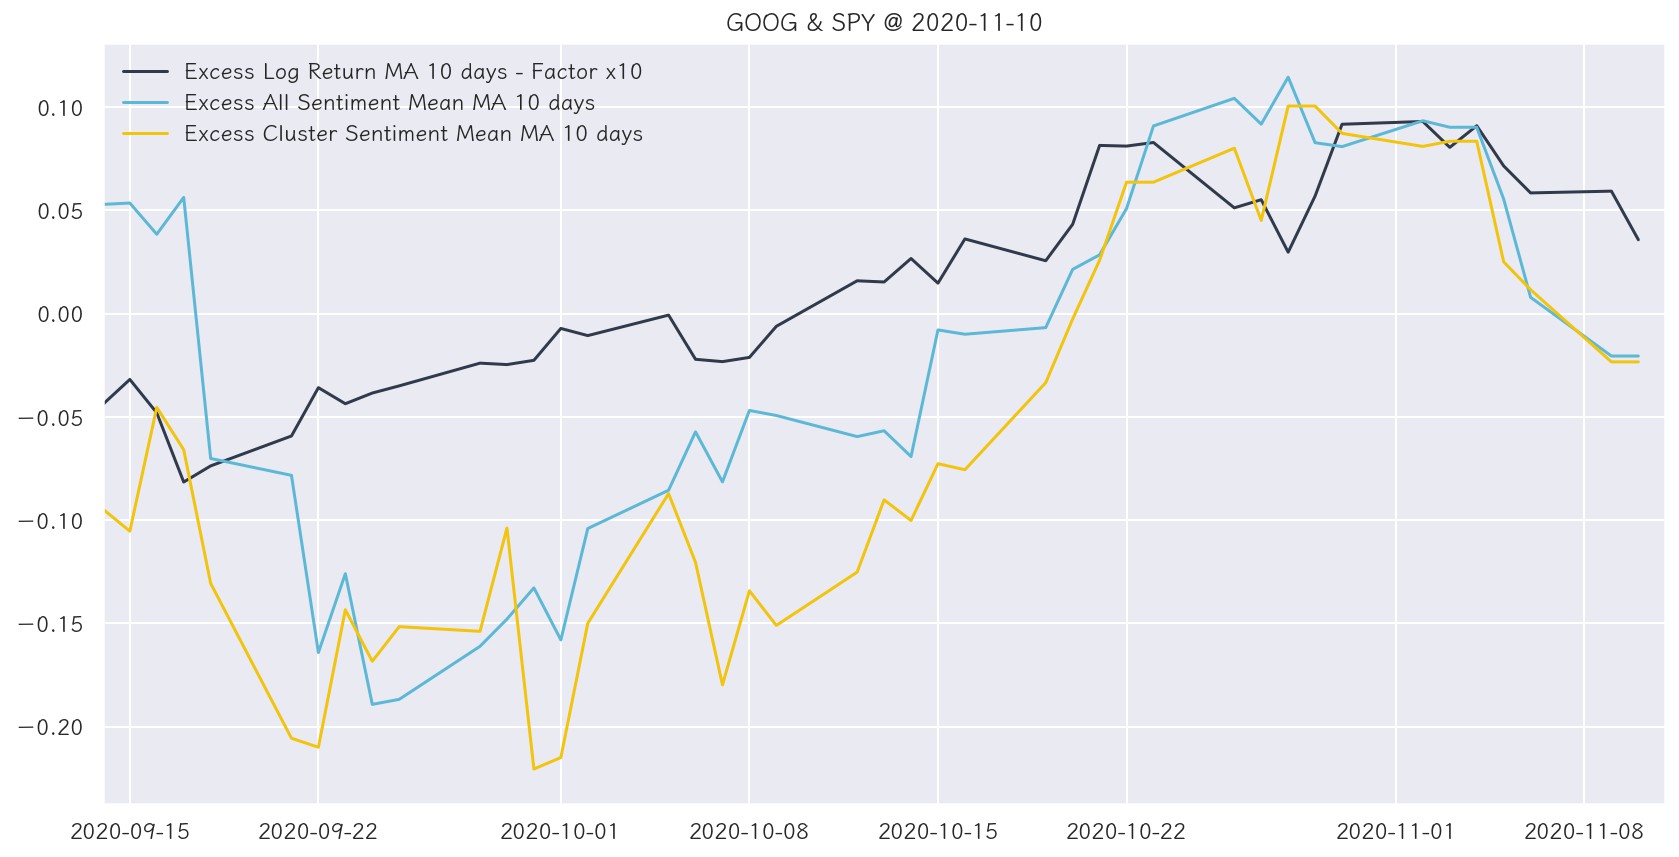 GOOG & SPY @ 2020-11-10
Excess Log Return MA 10 days - Factor x10
Excess All Sentiment Mean MA 10 days
Excess Cluster Sentiment Mean MA 10 days
0.10
0.05
0.00
−0.05
−0.10
−0.15
−0.20
2020-09-15 2020-09-22 2020-10-01 2020-10-08 2020-10-15 2020-10-22 2020-11-01 2020-11-08